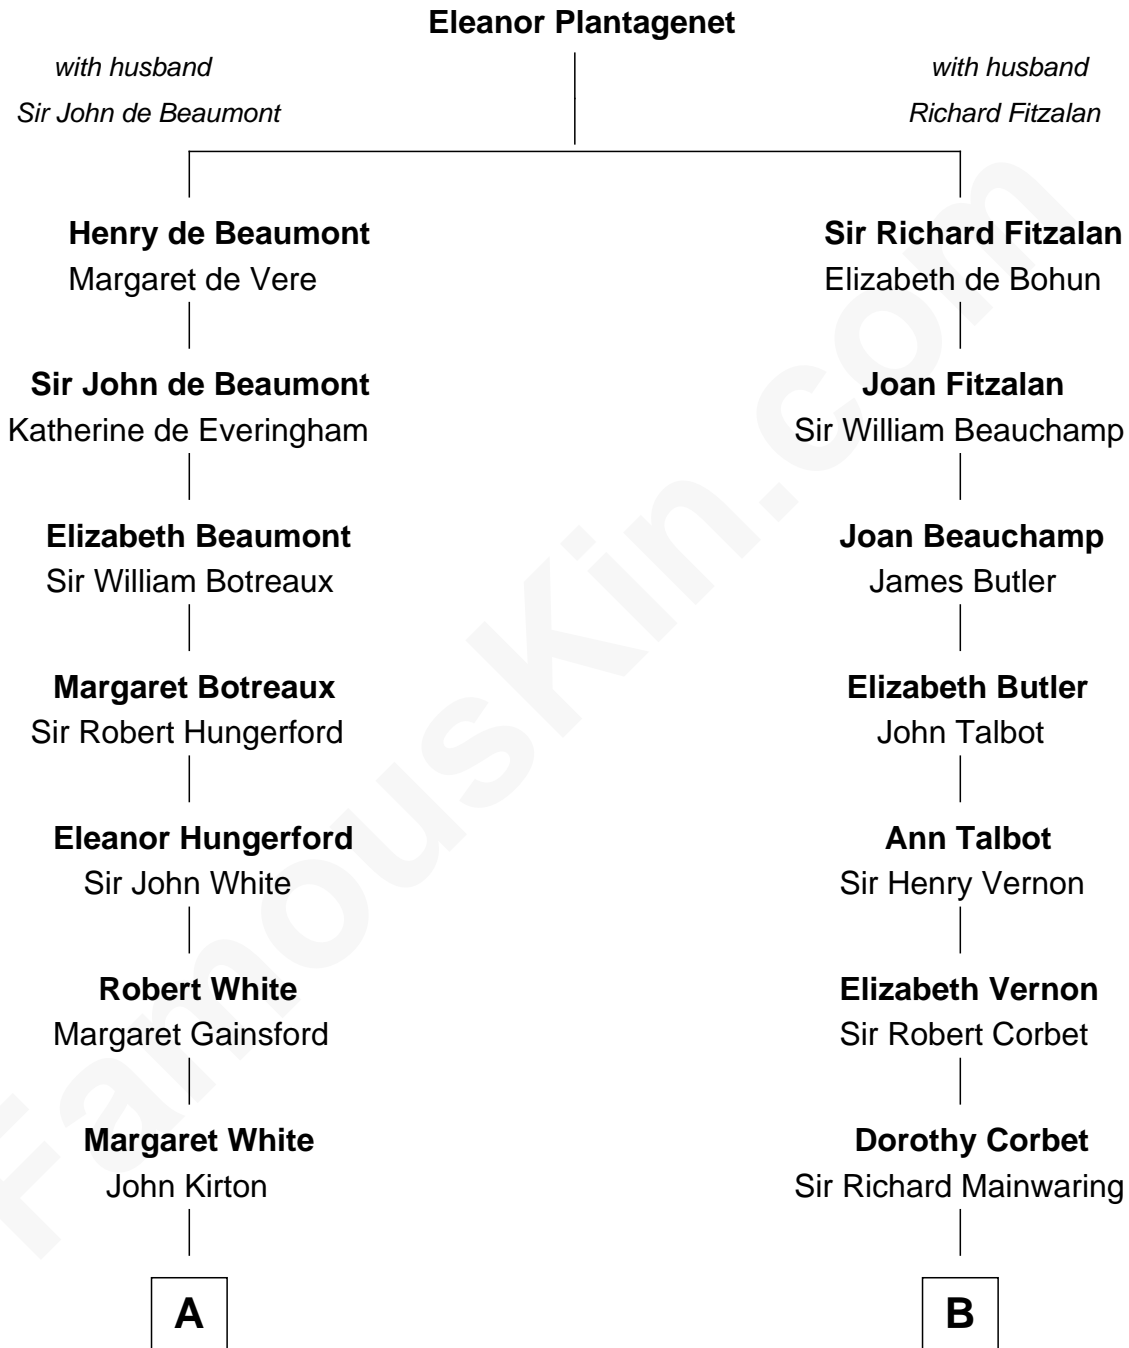 Eleanor Plantagenet
with husband
Sir John de Beaumont
with husband
Richard Fitzalan
Henry de Beaumont
Margaret de Vere
Sir John de Beaumont
Katherine de Everingham
Elizabeth Beaumont
Sir William Botreaux
Margaret Botreaux
Sir Robert Hungerford
Eleanor Hungerford
Sir John White
Robert White
Margaret Gainsford
Margaret White
John Kirton
A
Sir Richard Fitzalan
Elizabeth de Bohun
Joan Fitzalan
Sir William Beauchamp
Joan Beauchamp
James Butler
Elizabeth Butler
John Talbot
Ann Talbot
Sir Henry Vernon
Elizabeth Vernon
Sir Robert Corbet
Dorothy Corbet
Sir Richard Mainwaring
B
FamousKin.com